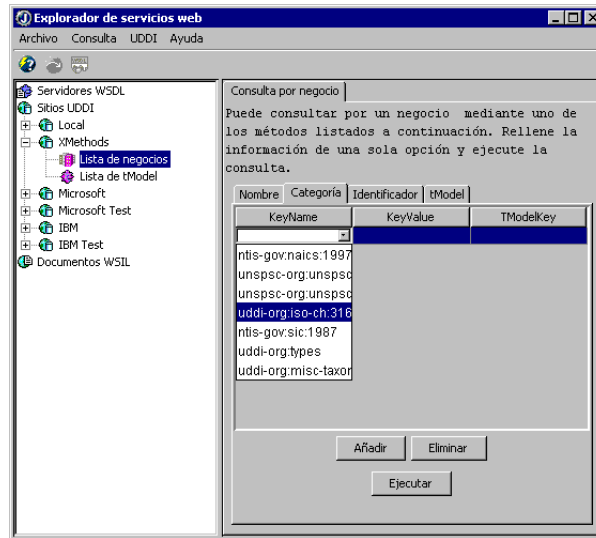 Explorador de servicios web
Archivo Consulta UDDI Ayuda
Servidores WSDL
Sitios UDDI
Local
XMethods
Lista de negocios
Lista de tModel
Microsoft
Microsoft Test
IBM
IBM Test
Documentos WSIL
Consulta por negocio
Puede consultar por un negocio mediante uno de
los métodos listados a continuación. Rellene la
información de una sola opción y ejecute la
consulta.
Nombre Categoría Identificador tModel
KeyName KeyValue TModelKey
ntis-gov:naics:1997
unspsc-org:unspsc
unspsc-org:unspsc
uddi-org:iso-ch:316
ntis-gov:sic:1987
uddi-org:types
uddi-org:misc-taxor
Añadir Eliminar
Ejecutar